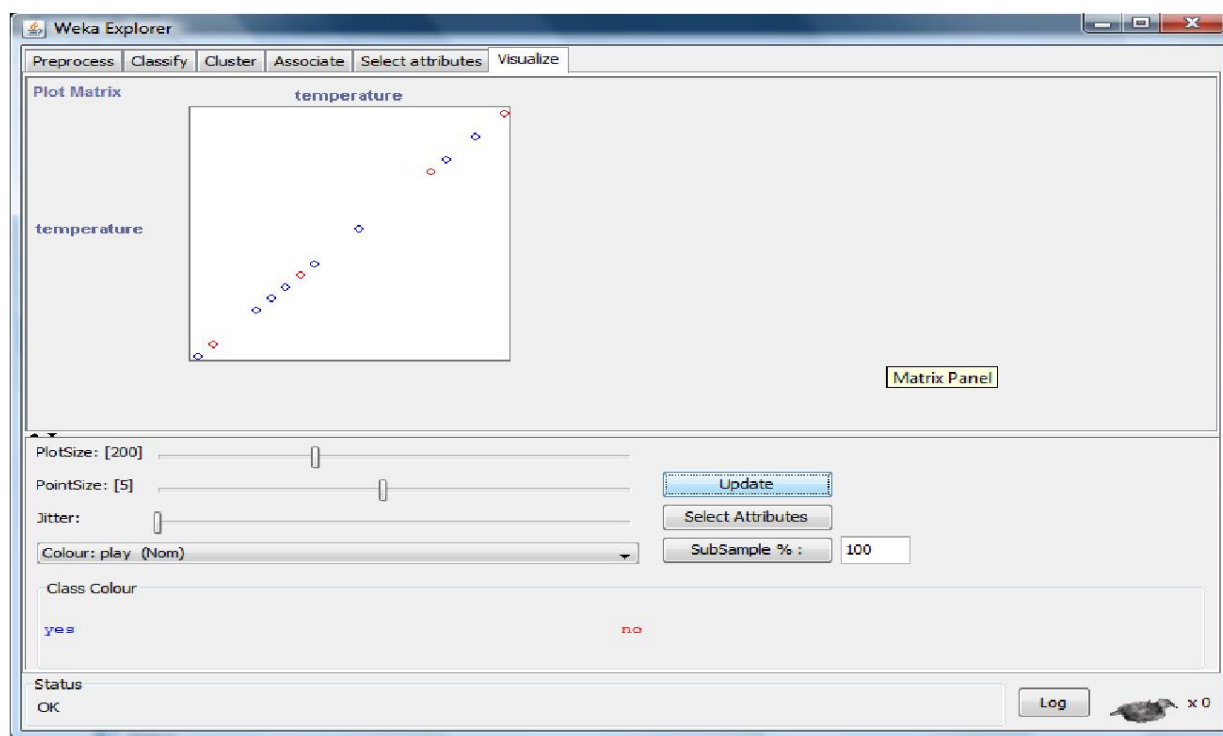 Weka Explorer
Preprocess Classify Cluster Associate Select attributes Visualize
Plot Matrix
temperature
temperature
Matrix Panel
PlotSize: [200]
PointSize: [5]
Update
Jitter:
Select Attributes
Colour: play (Nom)
SubSample % : 100
Class Colour
yes no
Status
OK
Log x 0